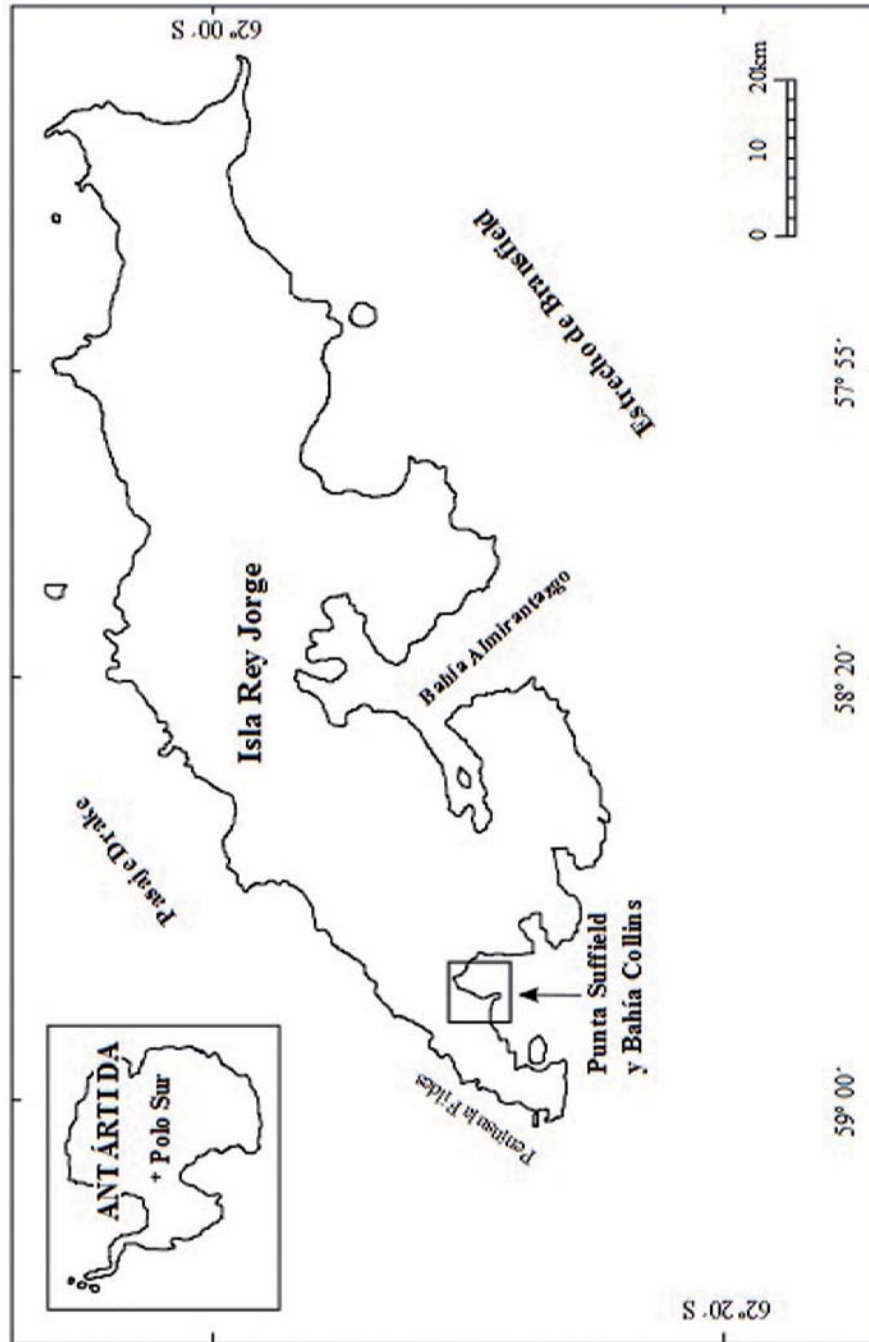 62° 00´ S
ANTÁRTIDA
+ Polo Sur
Pasaje Drake
Isla Rey Jorge
Península Fildes
Bahía Almirantazgo
Punta Suffield
y Bahía Collins
Estrecho de Bransfield
0 10 20km
62° 20´ S
59° 00´
58° 20´
57° 55´